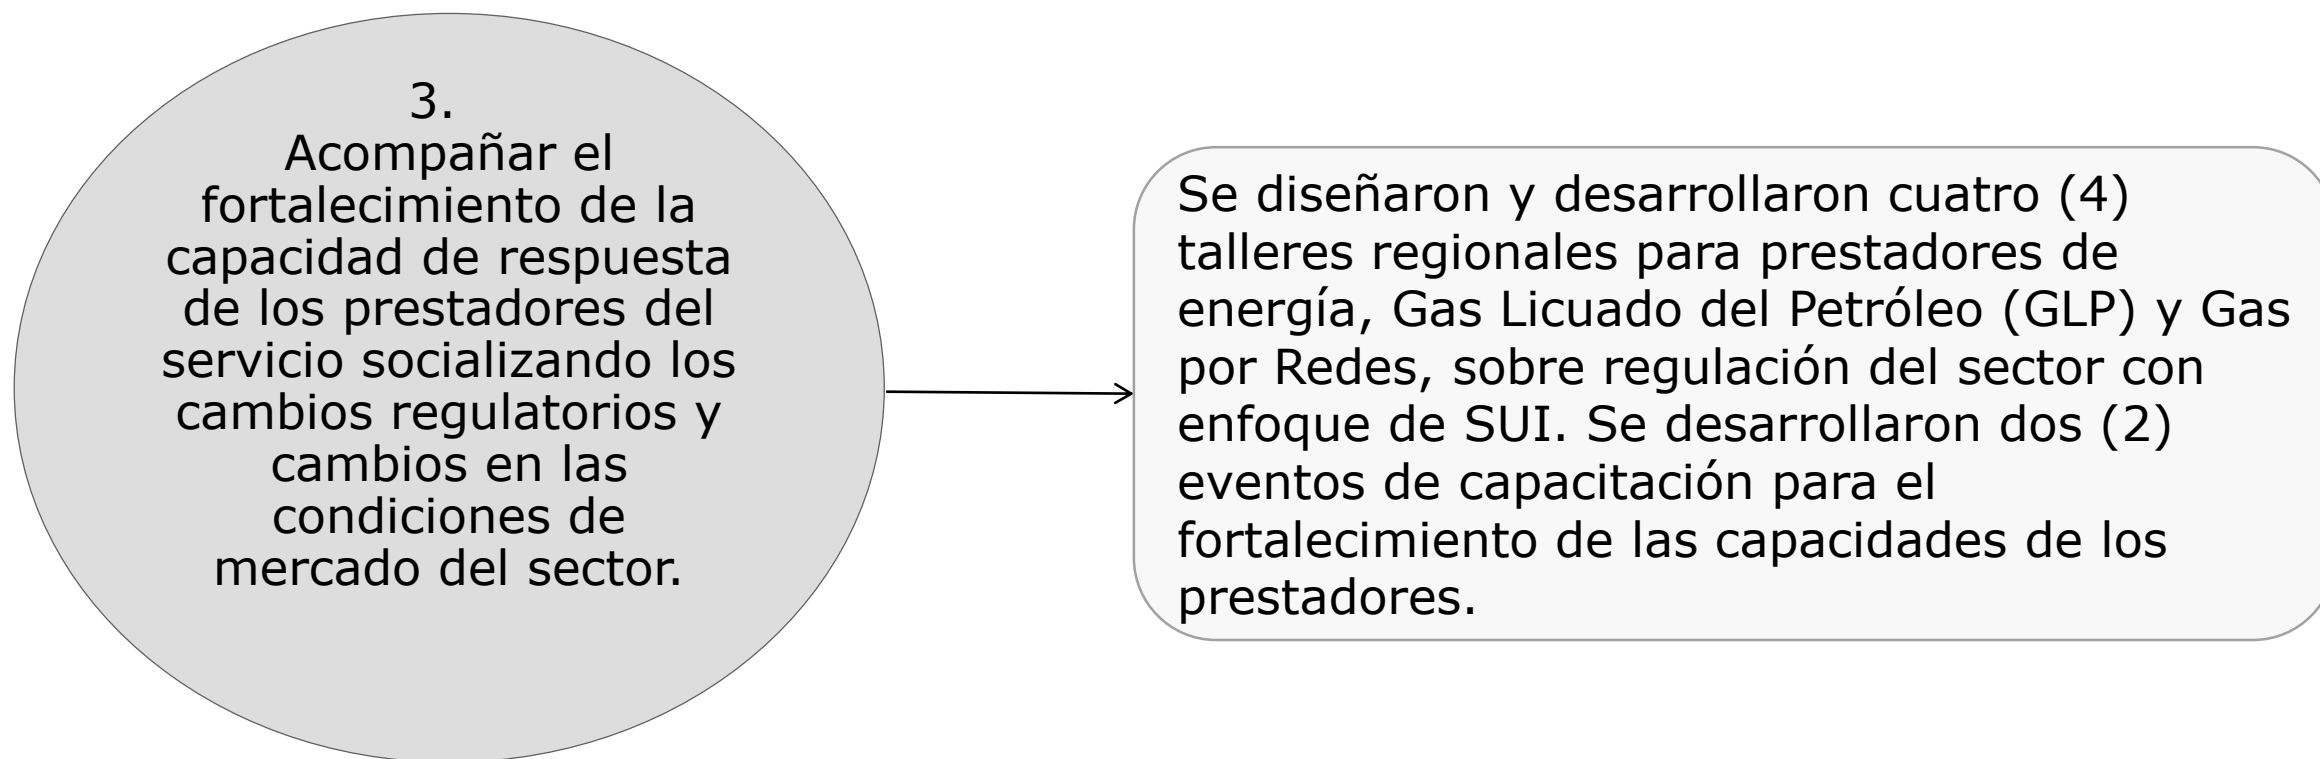 3.
Acompañar el
fortalecimiento de la
capacidad de respuesta
de los prestadores del
servicio socializando los
cambios regulatorios y
cambios en las
condiciones de
mercado del sector.
Se diseñaron y desarrollaron cuatro (4)
talleres regionales para prestadores de
energía, Gas Licuado del Petróleo (GLP) y Gas
por Redes, sobre regulación del sector con
enfoque de SUI. Se desarrollaron dos (2)
eventos de capacitación para el
fortalecimiento de las capacidades de los
prestadores.